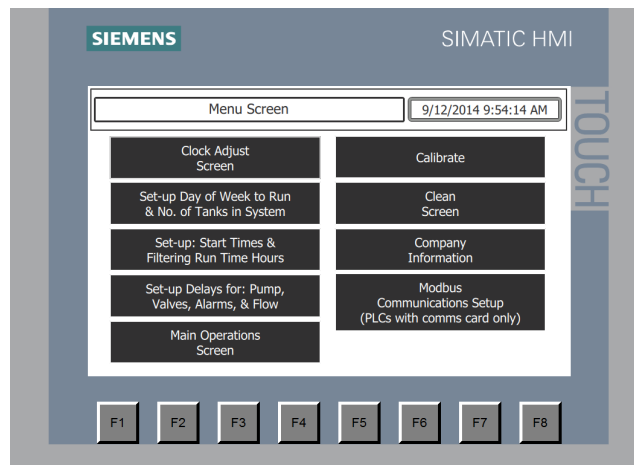 SIEMENS
SIMATIC HMI
TOUCH
Menu Screen
9/12/2014 9:54:14 AM
Clock Adjust
Screen
Set-up Day of Week to Run
& No. of Tanks in System
Set-up: Start Times &
Filtering Run Time Hours
Set-up Delays for: Pump,
Valves, Alarms, & Flow
Main Operations
Screen
Calibrate
Clean
Screen
Company
Information
Modbus
Communications Setup
(PLCs with comms card only)
F1
F2
F3
F4
F5
F6
F7
F8